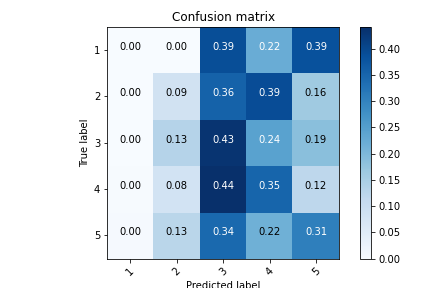 Confusion matrix
1 0.00 0.00 0.39 0.22 0.39
2 0.00 0.09 0.36 0.39 0.16
3 0.00 0.13 0.43 0.24 0.19
4 0.00 0.08 0.44 0.35 0.12
5 0.00 0.13 0.34 0.22 0.31
1 2 3 4 5
True label
Predicted label
0.40
0.35
0.30
0.25
0.20
0.15
0.10
0.05
0.00